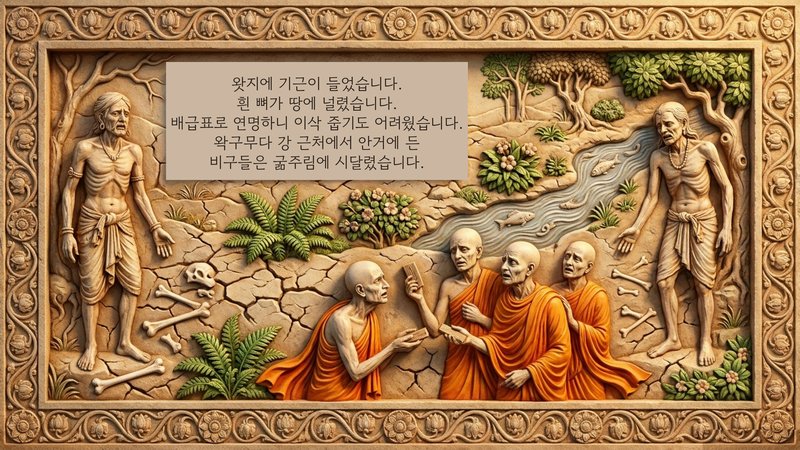 왓지에 기근이 들었습니다.
흰 뼈가 땅에 널렸습니다.
배급표로 연명하니 이삭 줍기도 어려웠습니다.
왁구무다 강 근처에서 안거에 든
비구들은 굶주림에 시달렸습니다.